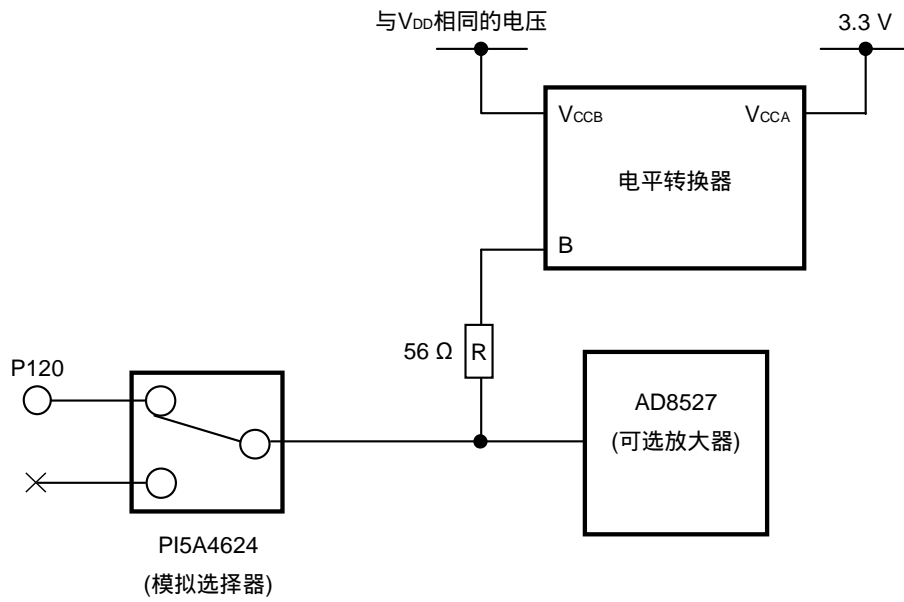 与VDD相同的电压
3.3 V
VCCB
VCCA
电平转换器
B
56 Ω
R
P120
AD8527
(可选放大器)
PI5A4624
(模拟选择器)